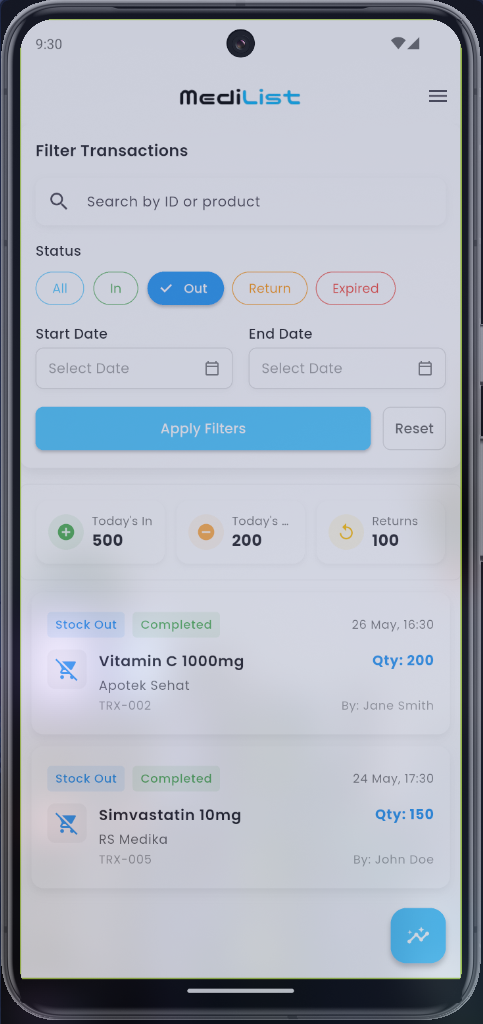 9:30
MediList
Filter Transactions
Search by ID or product
Status
All In Out Return Expired
Start Date End Date
Select Date Select Date
Apply Filters Reset
Today's In Today's ... Returns
500 200 100
Stock Out Completed 26 May, 16:30
Vitamin C 1000mg Qty: 200
Apotek Sehat
TRX-002 By: Jane Smith
Stock Out Completed 24 May, 17:30
Simvastatin 10mg Qty: 150
RS Medika
TRX-005 By: John Doe